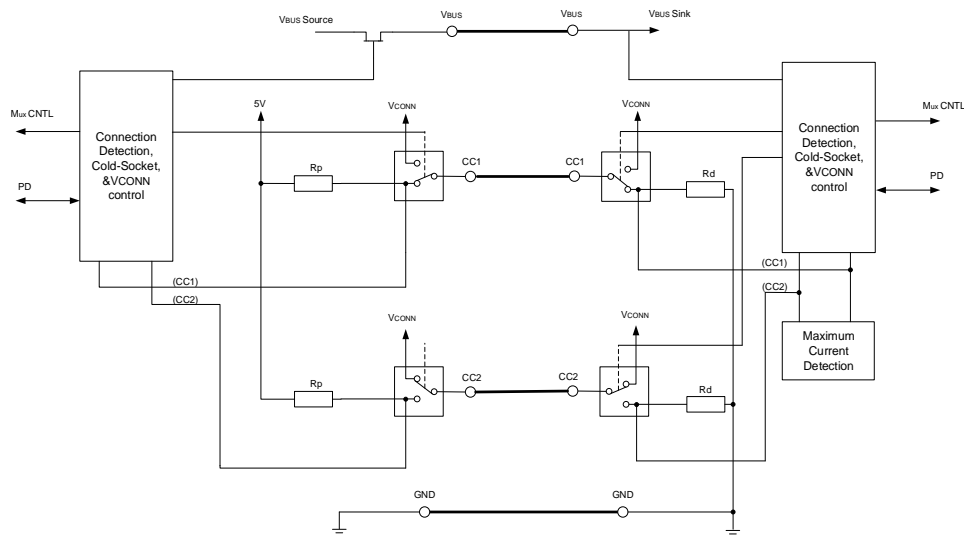 VBUS Source
VBUS
VBUS
VBUS Sink
Mux CNTL
PD
Connection
Detection,
Cold-Socket,
&VCONN
control
5V
VCONN
VCONN
Rp
CC1
CC1
Rd
Connection
Detection,
Cold-Socket,
&VCONN
control
Mux CNTL
PD
(CC1)
(CC2)
(CC1)
(CC2)
VCONN
VCONN
Rp
CC2
CC2
Rd
Maximum
Current
Detection
GND
GND